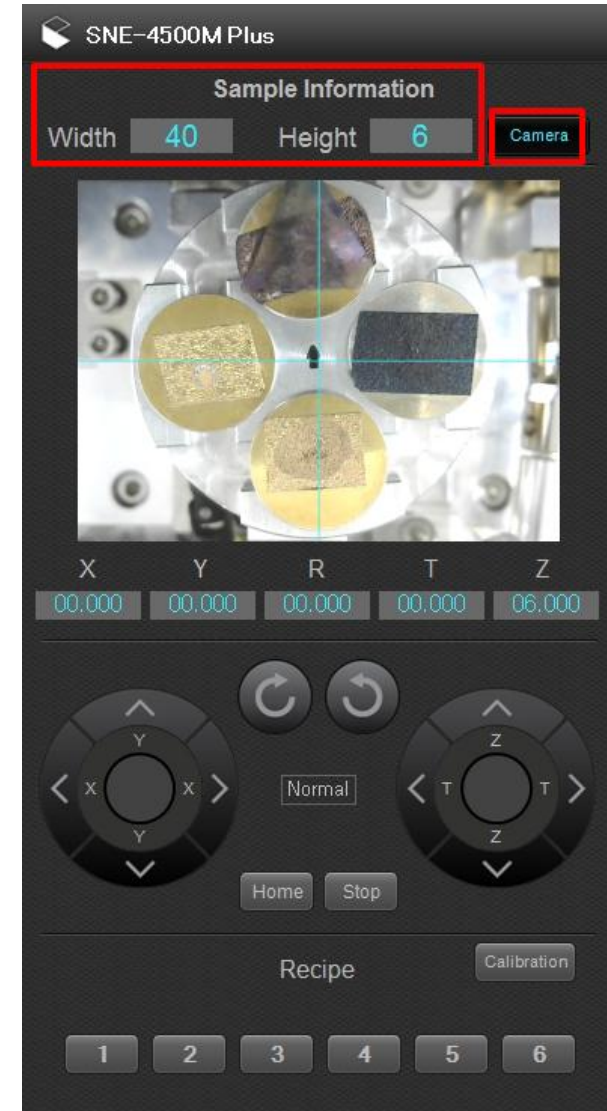 SNE-4500M Plus
Sample Information
Width 40 Height 6 Camera
X Y R T Z
00.000 00.000 00.000 00.000 06.000
Y Z
X X Normal T T
Y Z
Home Stop
Recipe Calibration
1 2 3 4 5 6